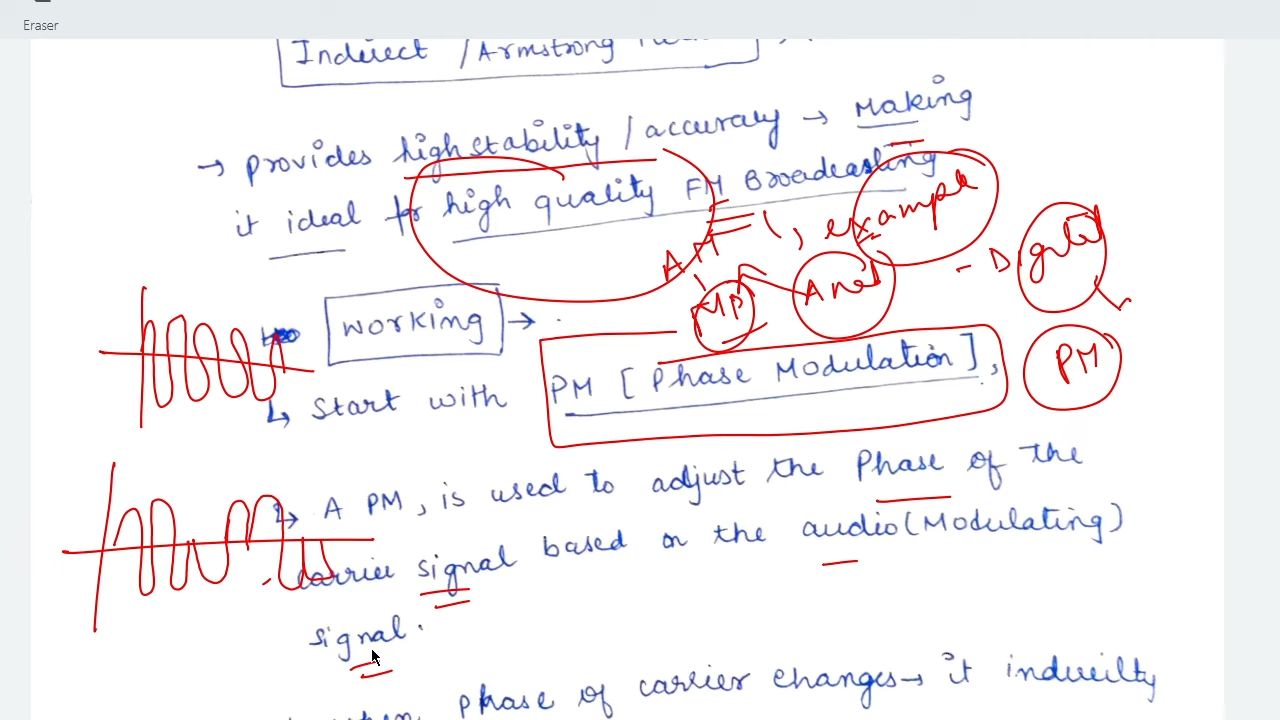 Eraser
Indirect /Armstrong
→ provides high stability /accuracy → Making
it ideal for high quality FM Broadcasting
, example
AM
- Digital
MP
PM
working → .
↳ start with PM [Phase Modulation],
↳ A PM, is used to adjust the Phase of the
carrier signal based on the audio(Modulating)
signal.
phase of carrier changes→ it